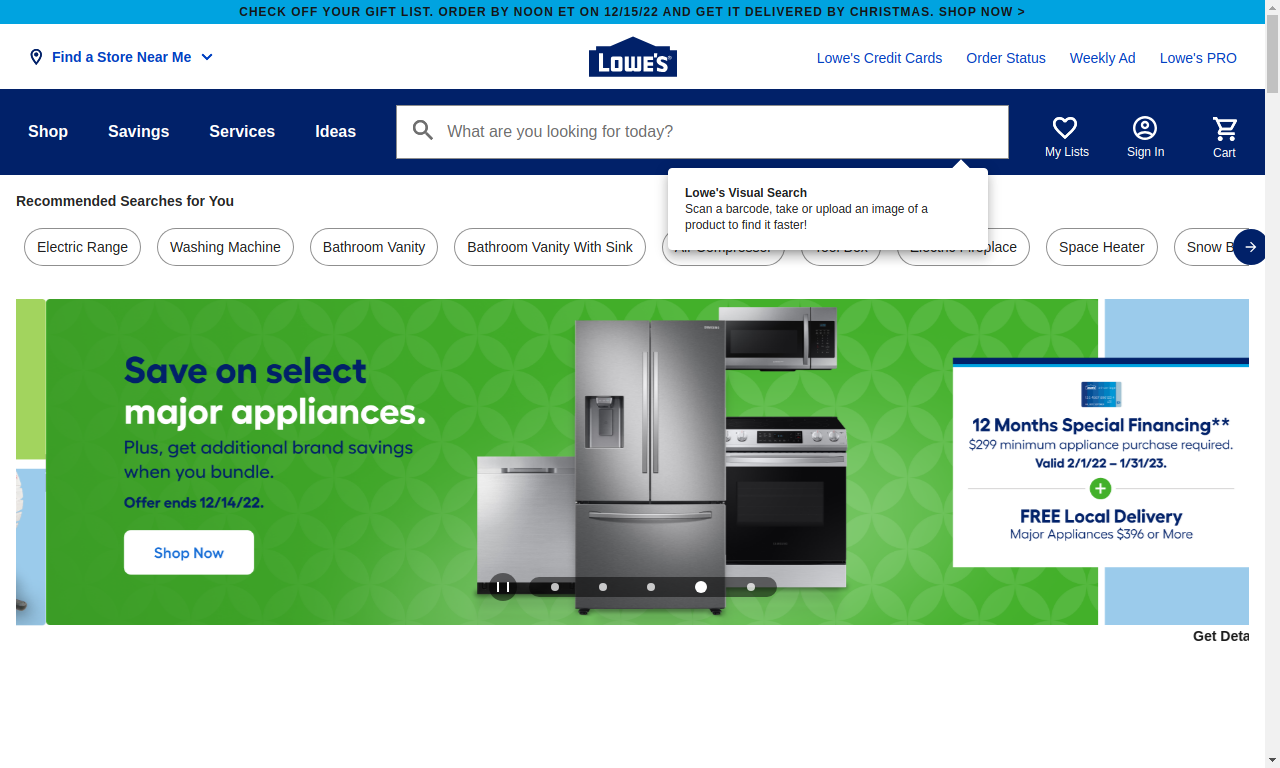 CHECK OFF YOUR GIFT LIST. ORDER BY NOON ET ON 12/15/22 AND GET IT DELIVERED BY CHRISTMAS. SHOP NOW >
Find a Store Near Me
LOWE'S
Lowe's Credit Cards
Order Status
Weekly Ad
Lowe's PRO
Shop
Savings
Services
Ideas
What are you looking for today?
My Lists
Sign In
Cart
Lowe's Visual Search
Scan a barcode, take or upload an image of a
product to find it faster!
Recommended Searches for You
Electric Range
Washing Machine
Bathroom Vanity
Bathroom Vanity With Sink
Air Compressor
Tool Box
Electric Fireplace
Space Heater
Snow B
Save on select
major appliances.
Plus, get additional brand savings
when you bundle.
Offer ends 12/14/22.
Shop Now
12 Months Special Financing**
$299 minimum appliance purchase required.
Valid 2/1/22 – 1/31/23.
FREE Local Delivery
Major Appliances $396 or More
Get Deta